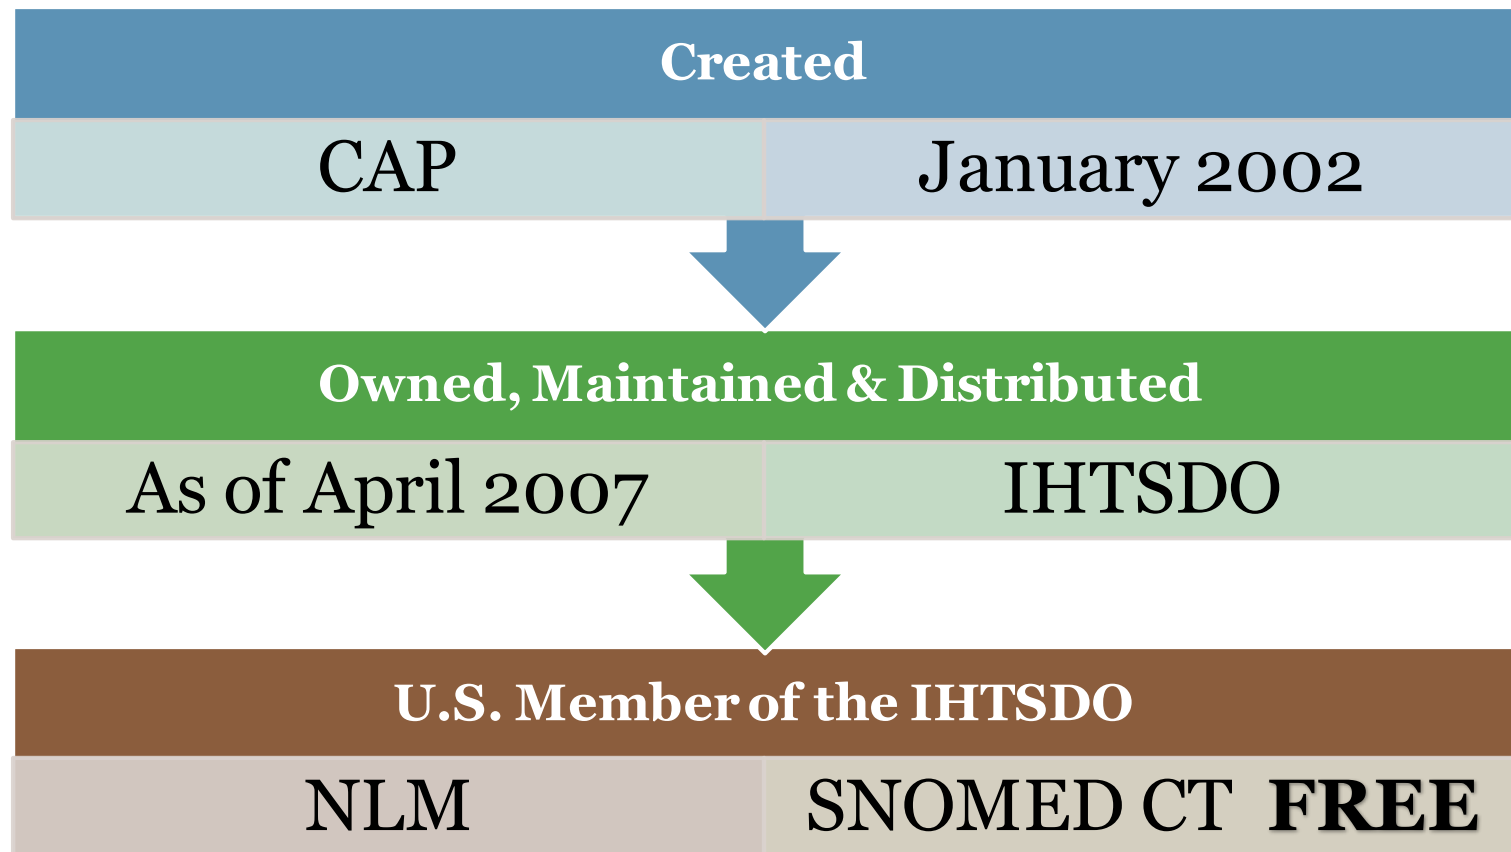 Created
CAP
January 2002
Owned, Maintained & Distributed
As of April 2007
IHTSDO
U.S. Member of the IHTSDO
NLM
SNOMED CT FREE